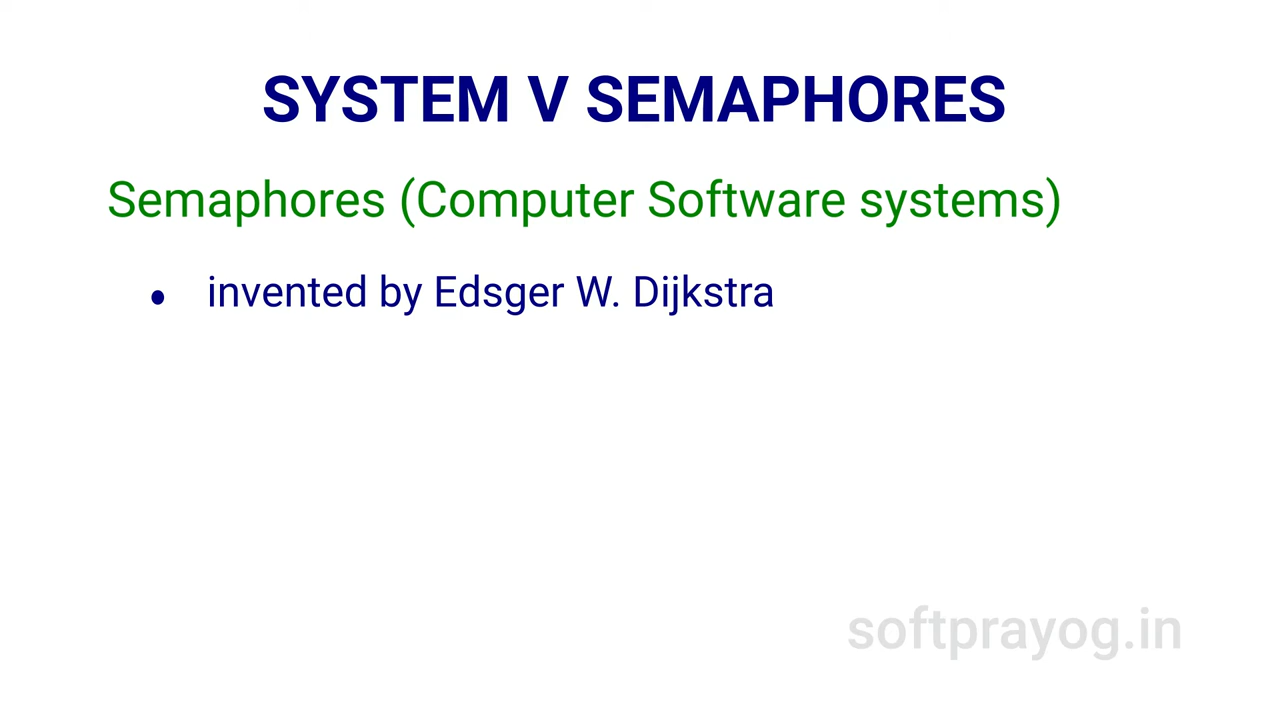 SYSTEM V SEMAPHORES
Semaphores (Computer Software systems)
• invented by Edsger W. Dijkstra
softprayog.in